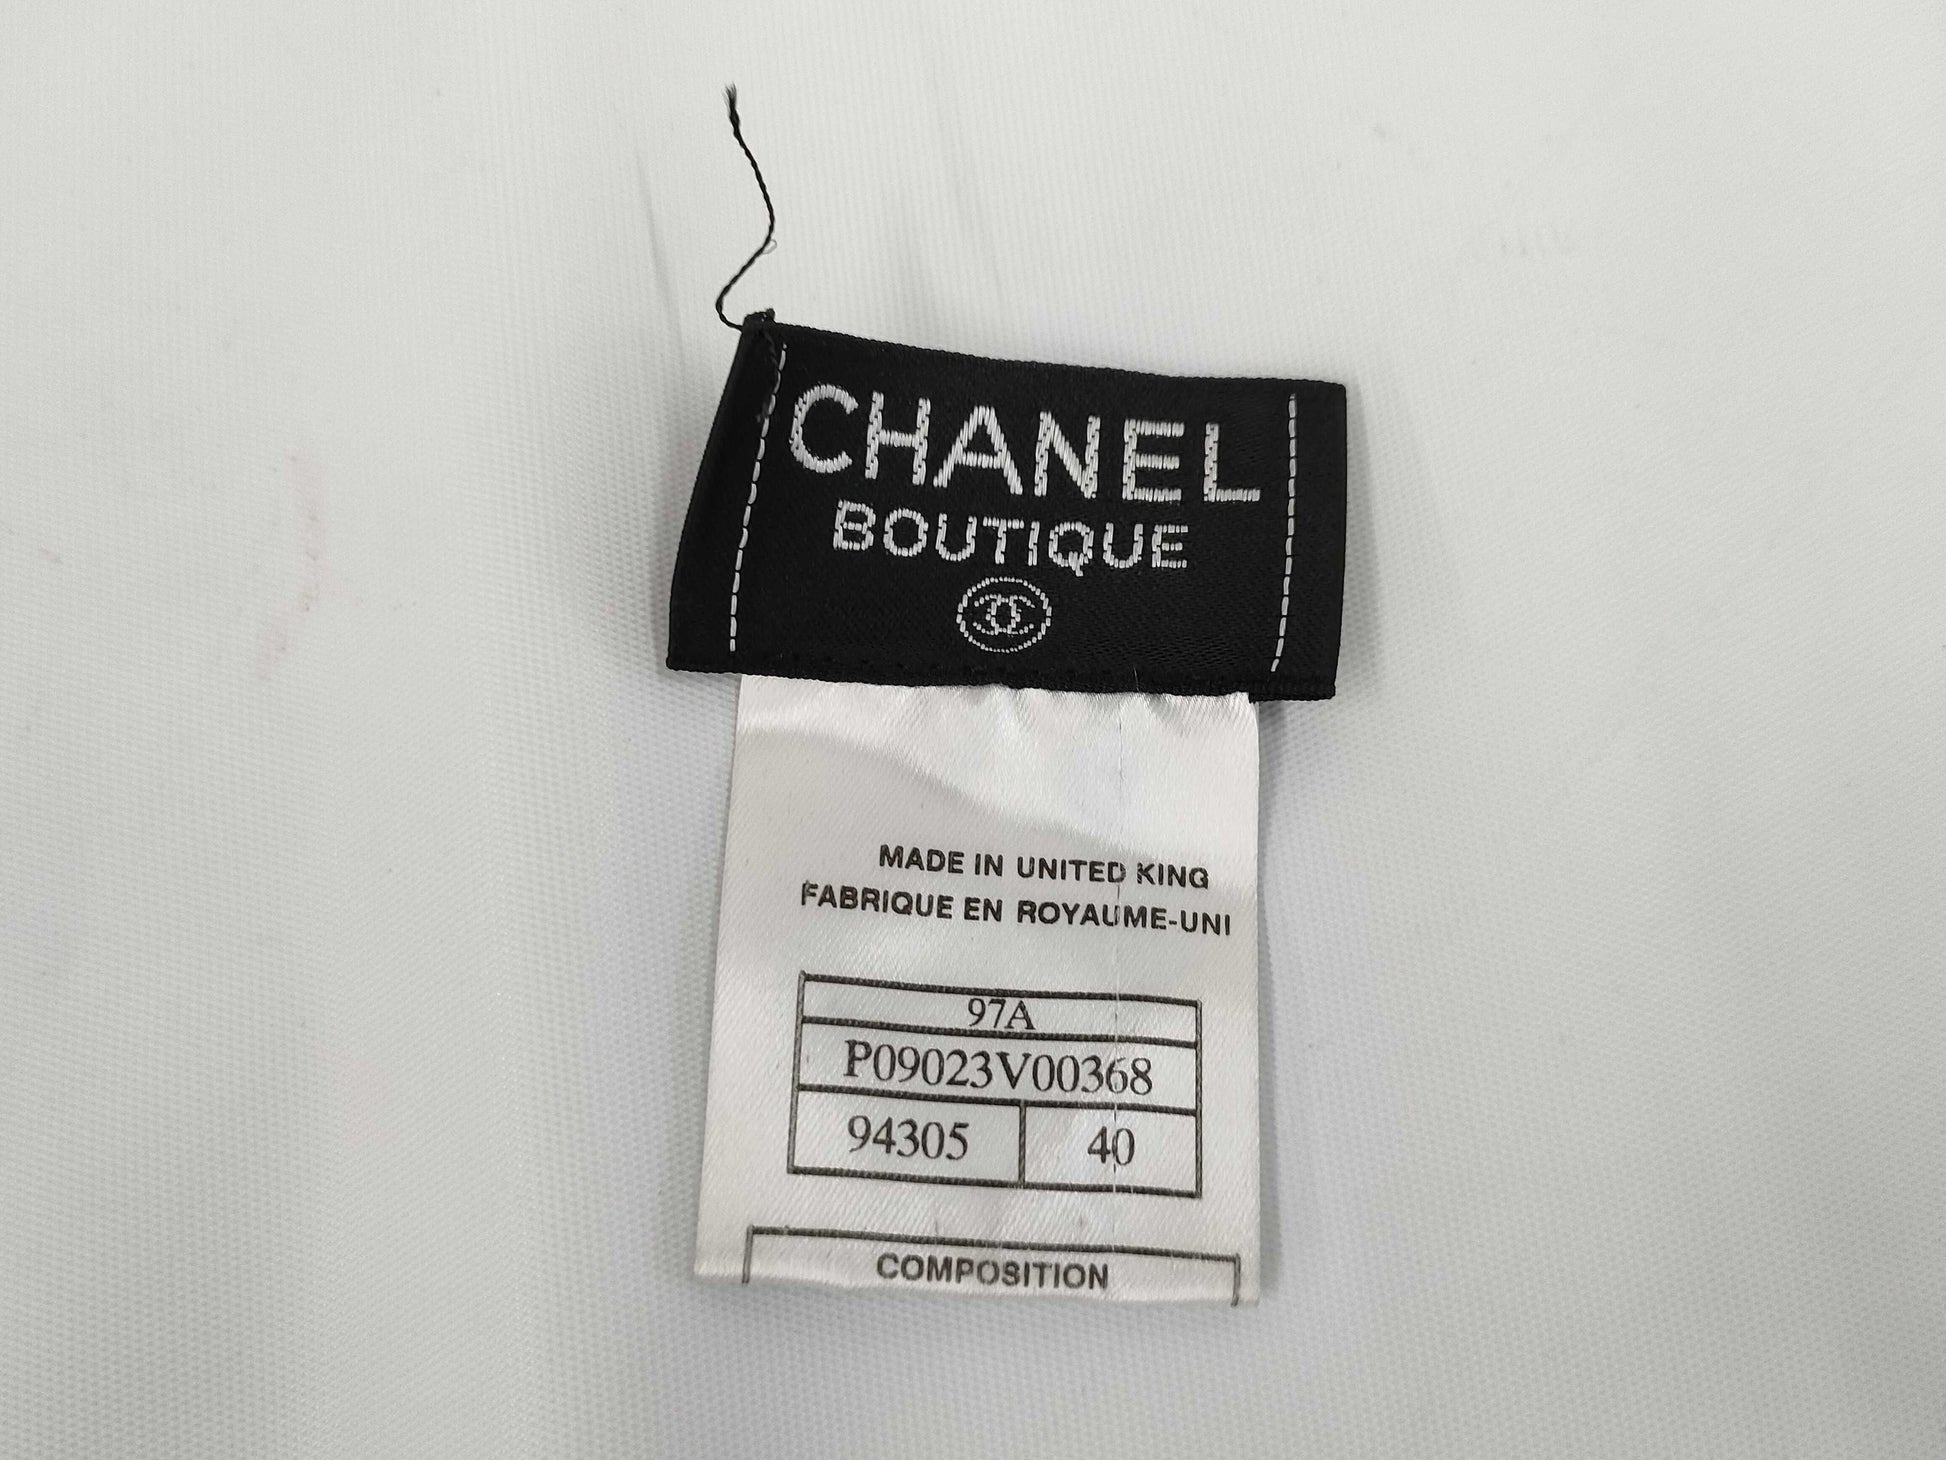 CHANEL
BOUTIQUE
MADE IN UNITED KING
FABRIQUE EN ROYAUME-UNI
97A
P09023V00368
94305 40
COMPOSITION